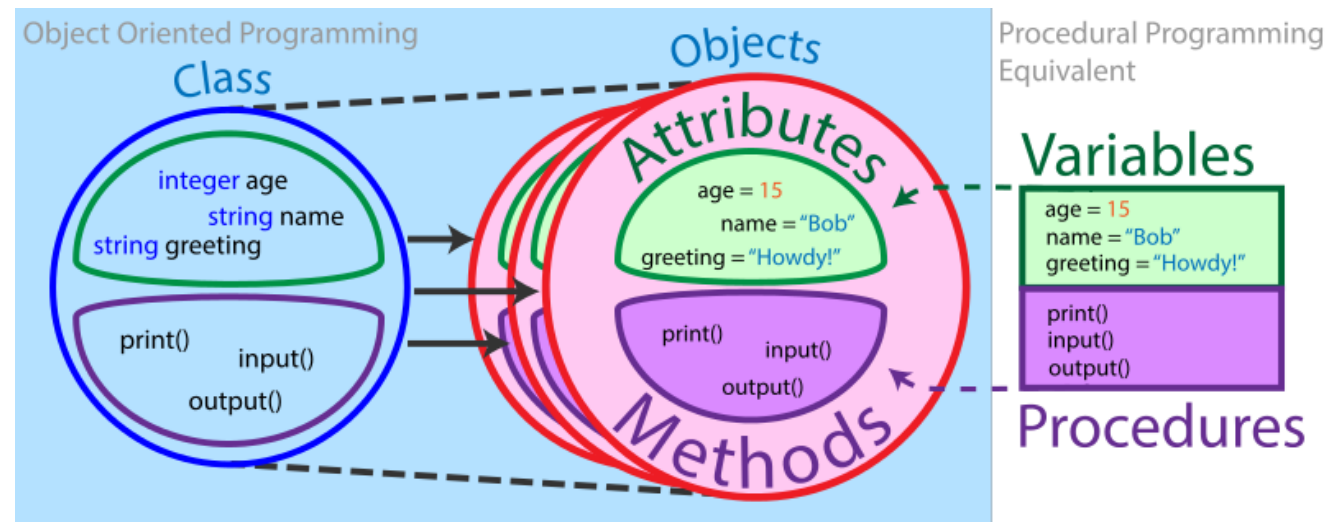 Object Oriented Programming
Class
integer age
string name
string greeting
print()
input()
output()
Objects
Attributes
age = 15
name = “Bob”
greeting = “Howdy!”
print()
input()
output()
Methods
Procedural Programming
Equivalent
Variables
age = 15
name = “Bob”
greeting = “Howdy!”
print()
input()
output()
Procedures